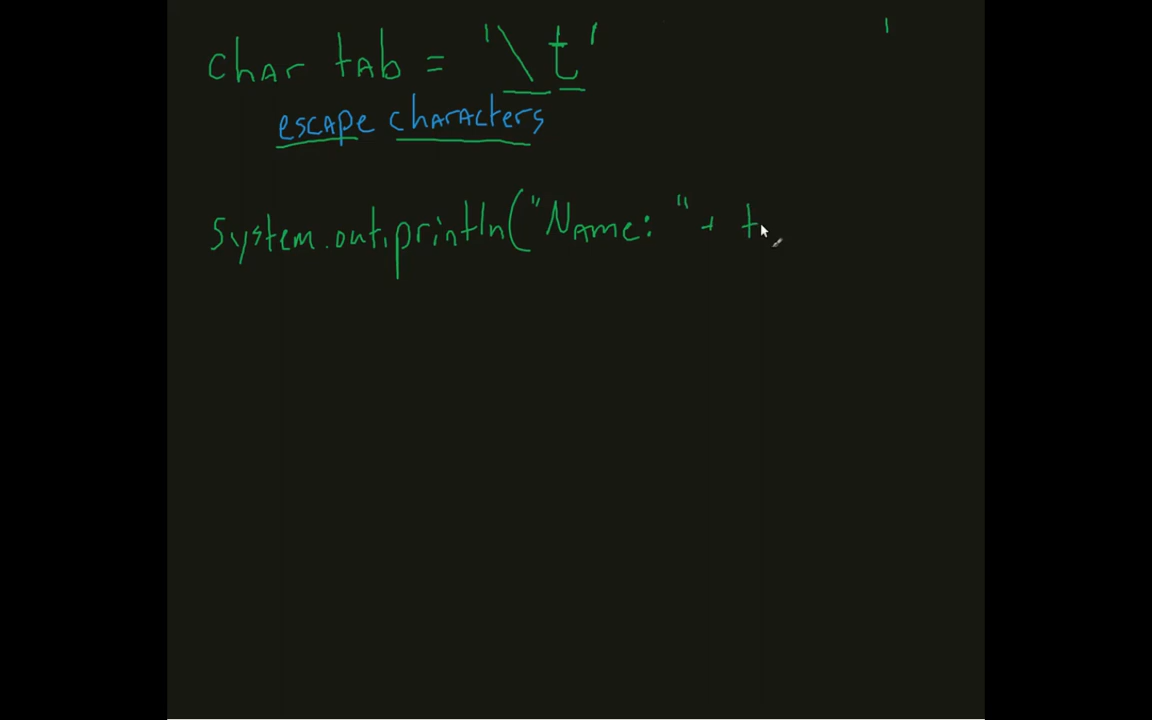 char tab = '\t'
escape characters
System.out.println("Name: " + t